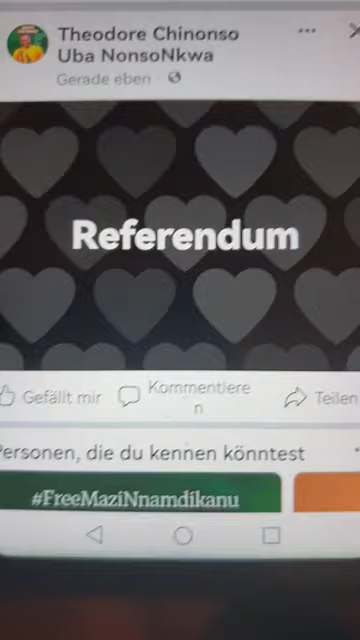 Theodore Chinonso
Uba NonsoNkwa
Gerade eben
Referendum
Gefällt mir
Kommentiere
n
Teilen
Personen, die du kennen könntest
#FreeMaziNnamdikanu